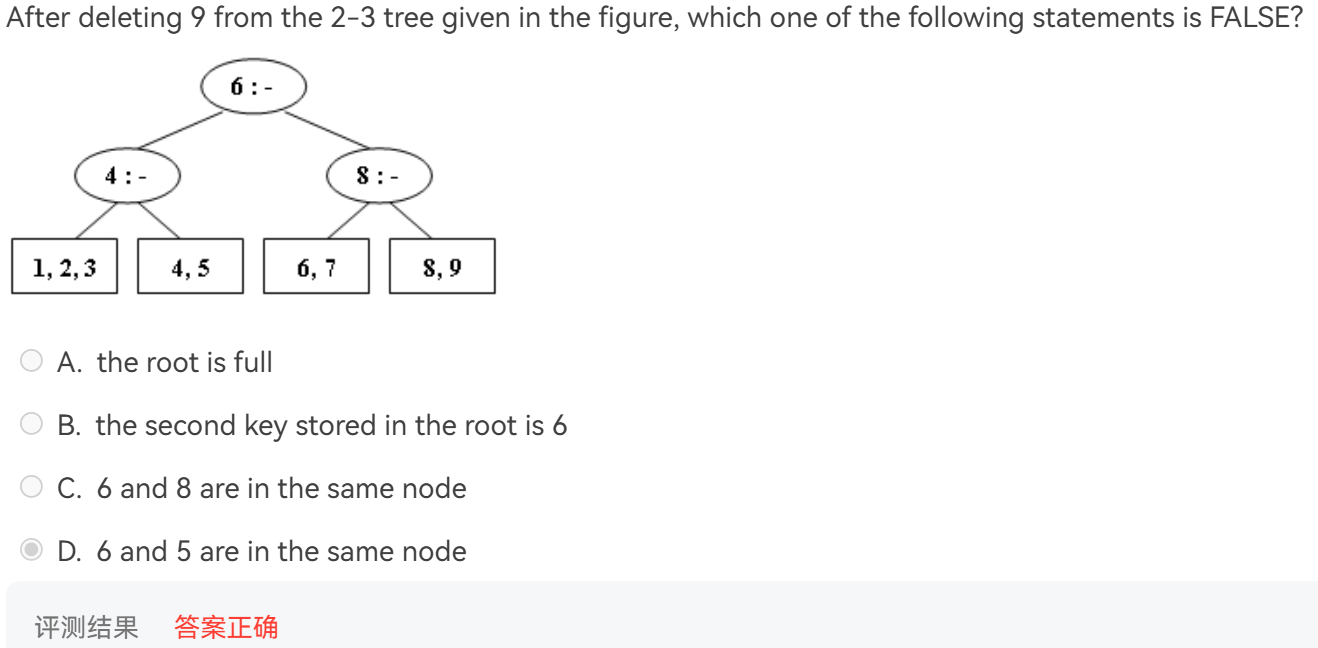 After deleting 9 from the 2-3 tree given in the figure, which one of the following statements is FALSE?
6 : -
4 : -
8 : -
1, 2, 3
4, 5
6, 7
8, 9
A. the root is full
B. the second key stored in the root is 6
C. 6 and 8 are in the same node
D. 6 and 5 are in the same node
评测结果 答案正确